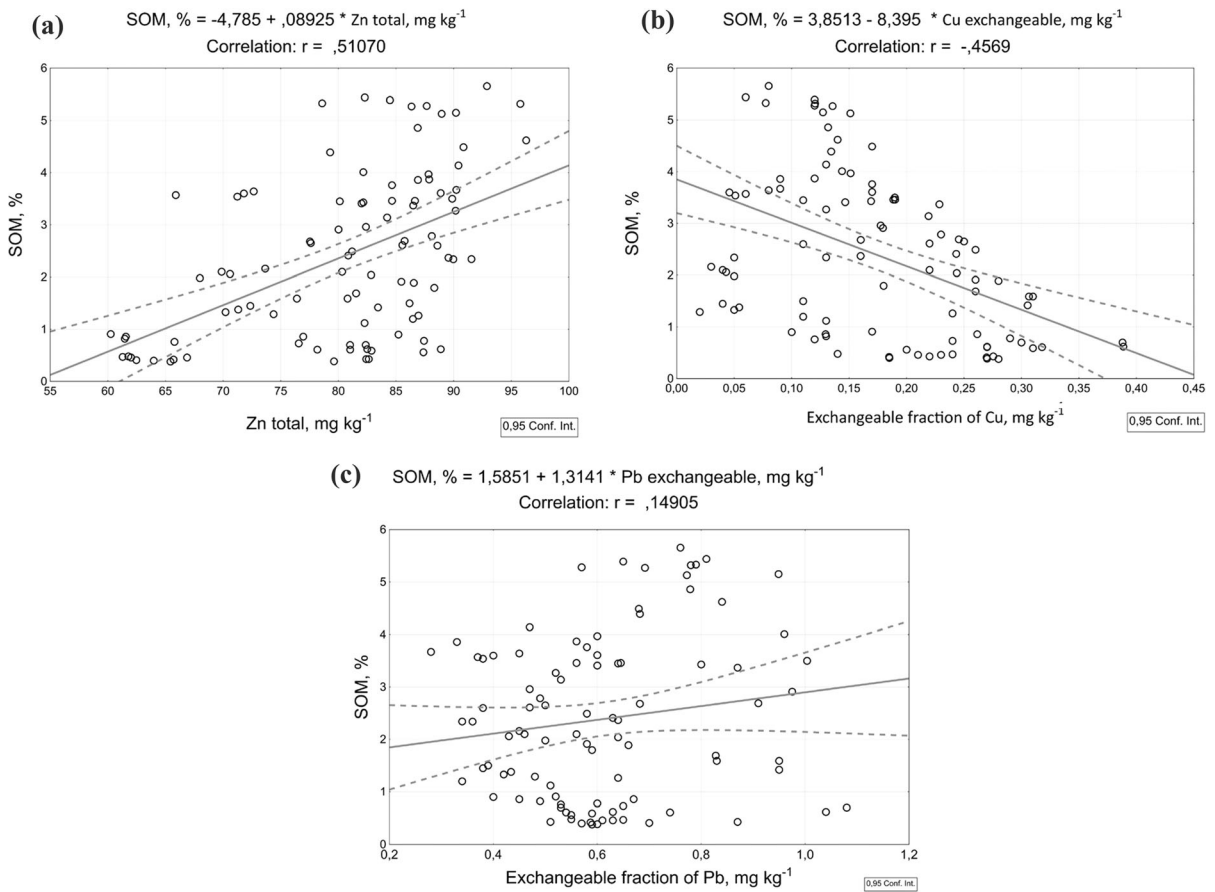 (a)
SOM, % = -4,785 + ,08925 * Zn total, mg kg⁻¹
Correlation: r = ,51070
6
5
4
3
2
1
0
SOM, %
55 60 65 70 75 80 85 90 95 100
Zn total, mg kg⁻¹
0,95 Conf. Int.
(b)
SOM, % = 3,8513 - 8,395 * Cu exchangeable, mg kg⁻¹
Correlation: r = -,4569
6
5
4
3
2
1
0
SOM, %
0,00 0,05 0,10 0,15 0,20 0,25 0,30 0,35 0,40 0,45
Exchangeable fraction of Cu, mg kg⁻¹
0,95 Conf. Int.
(c)
SOM, % = 1,5851 + 1,3141 * Pb exchangeable, mg kg⁻¹
Correlation: r = ,14905
6
5
4
3
2
1
0
SOM, %
0,2 0,4 0,6 0,8 1,0 1,2
Exchangeable fraction of Pb, mg kg⁻¹
0,95 Conf. Int.